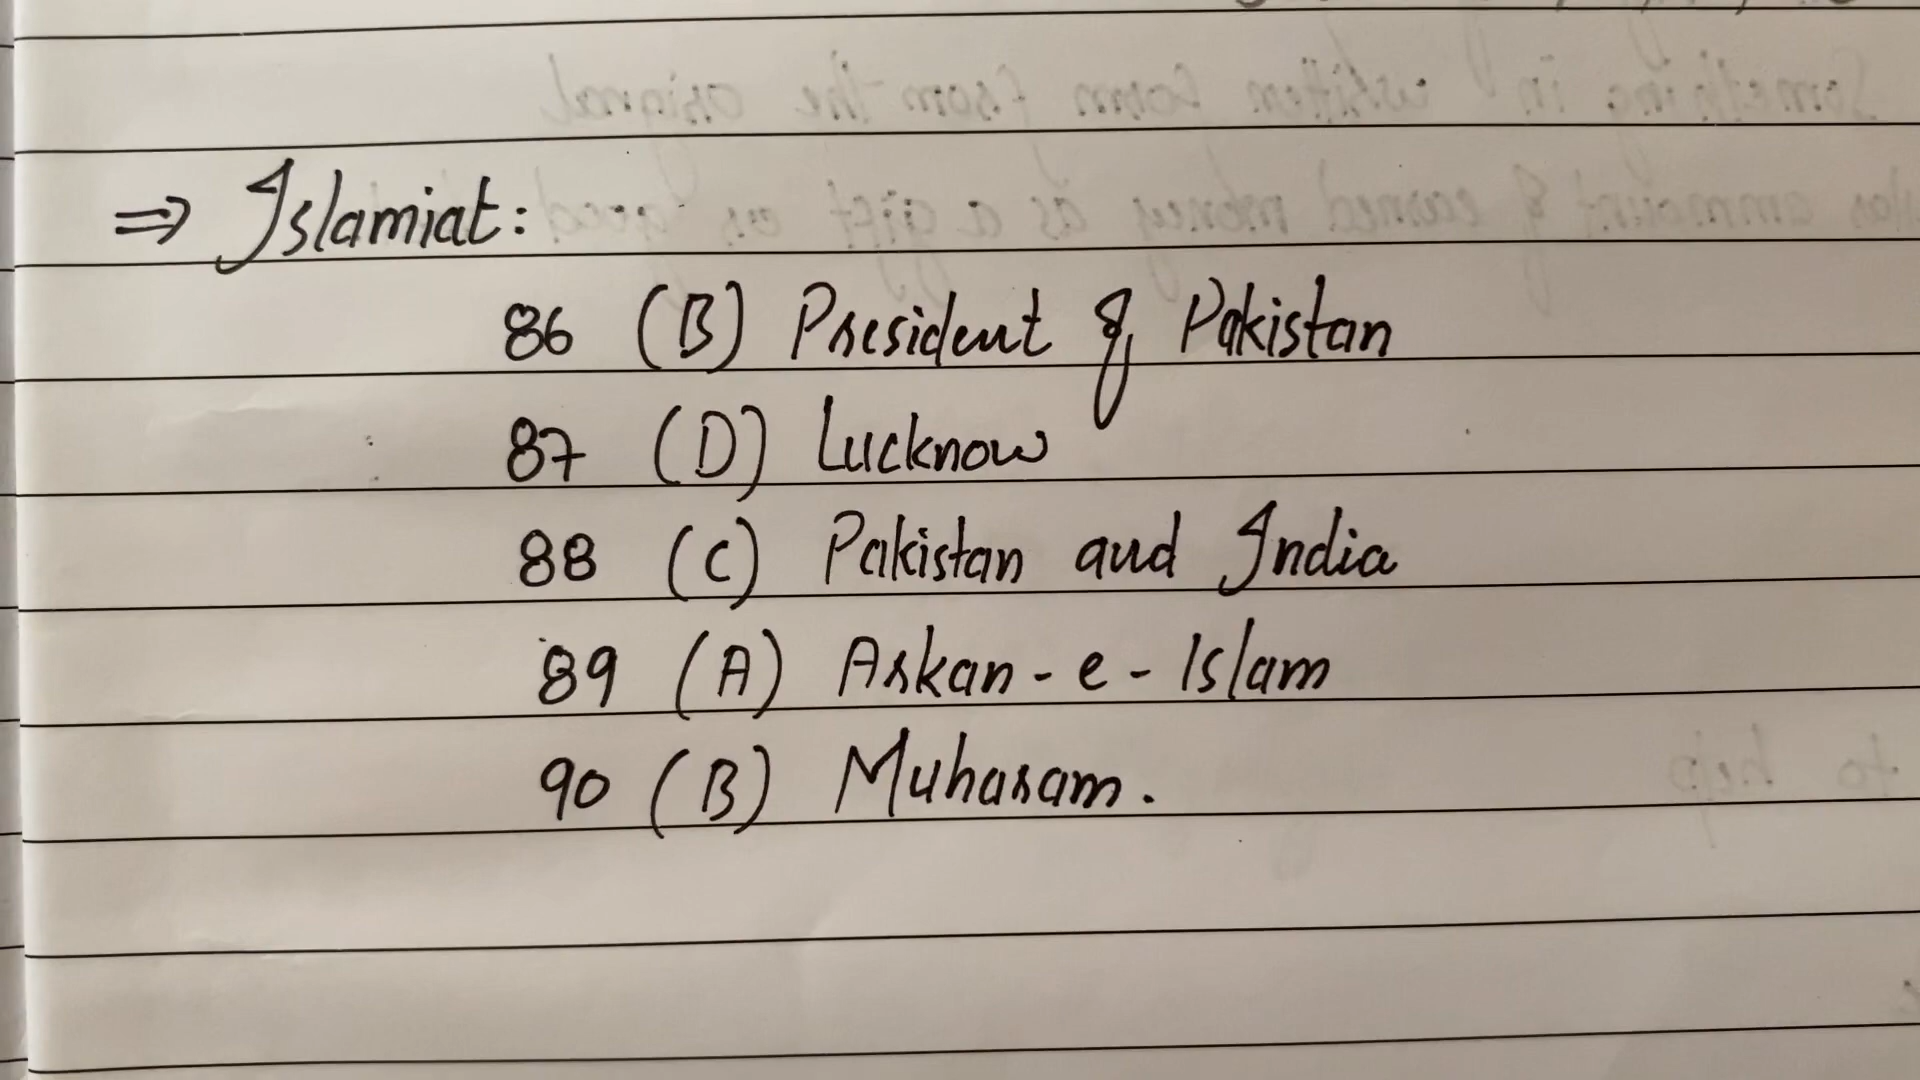 ⇒ Islamiat:
86 (B) President of Pakistan
87 (D) Lucknow
88 (C) Pakistan and India
89 (A) Arkan-e-Islam
90 (B) Muharam.